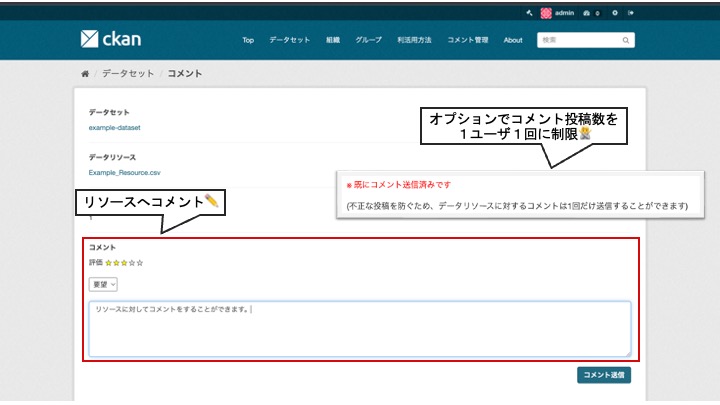 admin 0
ckan
Top データセット 組織 グループ 利活用方法 コメント管理 About 検索
/ データセット / コメント
データセット
example-dataset
オプションでコメント投稿数を
１ユーザ１回に制限
データリソース
Example_Resource.csv
※ 既にコメント送信済みです
(不正な投稿を防ぐため、データリソースに対するコメントは1回だけ送信することができます)
リソースへコメント
1
コメント
評価
要望
リソースに対してコメントをすることができます。
コメント送信